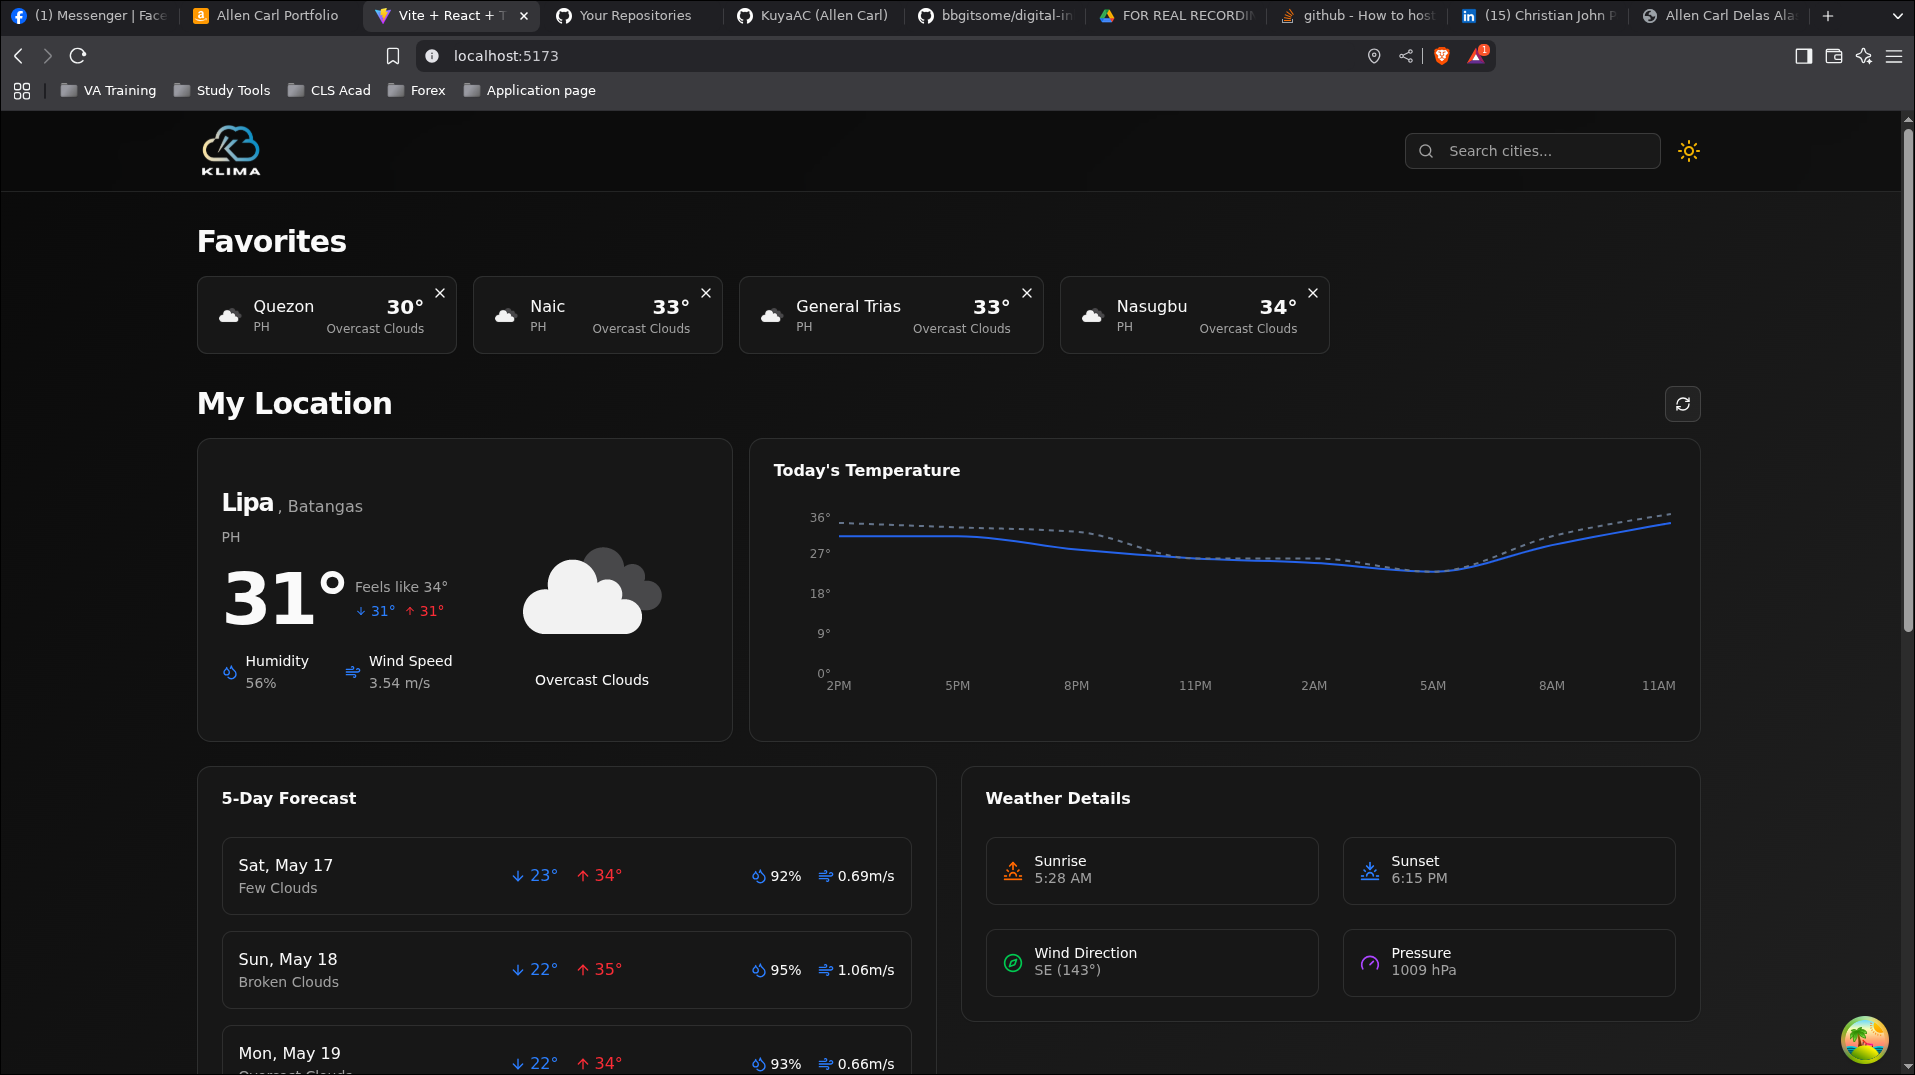 (1) Messenger | Face
Allen Carl Portfolio
Vite + React + T
Your Repositories
KuyaAC (Allen Carl)
bbgitsome/digital-in
FOR REAL RECORDIN
github - How to host
(15) Christian John P
Allen Carl Delas Alas
localhost:5173
1
VA Training
Study Tools
CLS Acad
Forex
Application page
KLIMA
Search cities...
Favorites
Quezon 30°
PH Overcast Clouds
Naic 33°
PH Overcast Clouds
General Trias 33°
PH Overcast Clouds
Nasugbu 34°
PH Overcast Clouds
My Location
Lipa , Batangas
PH
31°
Feels like 34°
31° 31°
Humidity
56%
Wind Speed
3.54 m/s
Overcast Clouds
Today's Temperature
36°
27°
18°
9°
0°
2PM 5PM 8PM 11PM 2AM 5AM 8AM 11AM
5-Day Forecast
Sat, May 17
Few Clouds
23° 34° 92% 0.69m/s
Sun, May 18
Broken Clouds
22° 35° 95% 1.06m/s
Mon, May 19
Overcast Clouds
22° 34° 93% 0.66m/s
Weather Details
Sunrise
5:28 AM
Sunset
6:15 PM
Wind Direction
SE (143°)
Pressure
1009 hPa